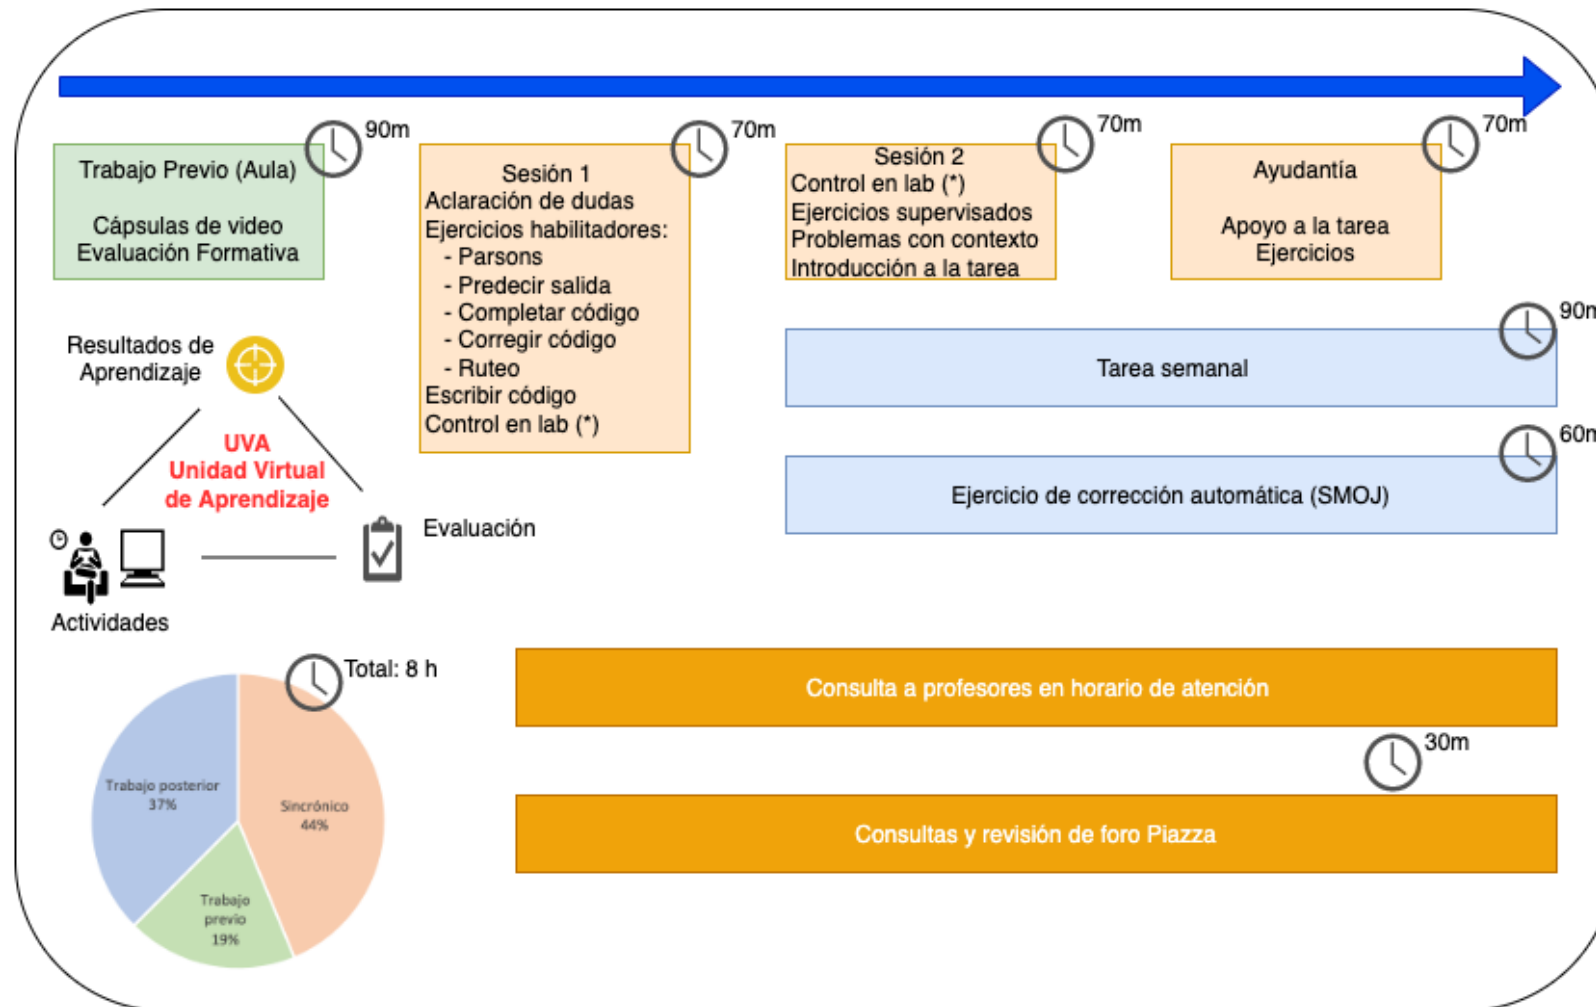 90m
Trabajo Previo (Aula)
Cápsulas de video
Evaluación Formativa
70m
Sesión 1
Aclaración de dudas
Ejercicios habilitadores:
- Parsons
- Predecir salida
- Completar código
- Corregir código
- Ruteo
Escribir código
Control en lab (*)
70m
Sesión 2
Control en lab (*)
Ejercicios supervisados
Problemas con contexto
Introducción a la tarea
70m
Ayudantía
Apoyo a la tarea
Ejercicios
90m
Tarea semanal
60m
Ejercicio de corrección automática (SMOJ)
Resultados de
Aprendizaje
UVA
Unidad Virtual
de Aprendizaje
Evaluación
Actividades
Total: 8 h
Trabajo posterior
37%
Sincrónico
44%
Trabajo
previo
19%
Consulta a profesores en horario de atención
30m
Consultas y revisión de foro Piazza